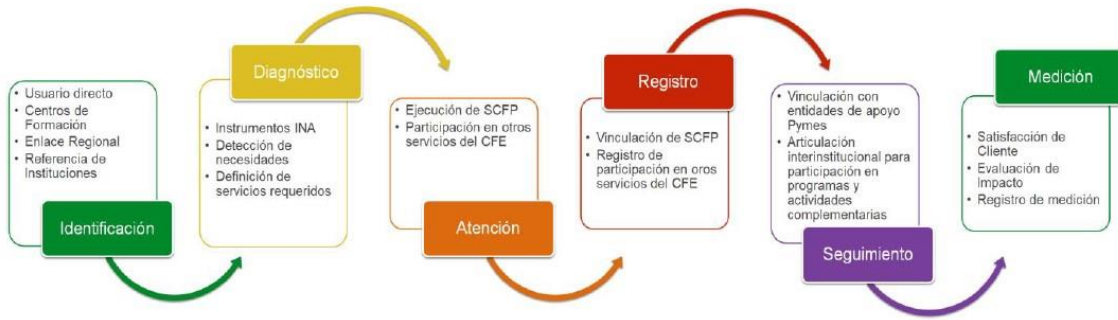 • Usuario directo
• Centros de
Formación
• Enlace Regional
• Referencia de
Instituciones
Identificación
Diagnóstico
• Instrumentos INA
• Detección de
necesidades
• Definición de
servicios requeridos
• Ejecución de SCFP
• Participación en otros
servicios del CFE
Atención
Registro
• Vinculación de SCFP
• Registro de
participación en oros
servicios del CFE
• Vinculación con
entidades de apoyo
Pymes
• Articulación
interinstitucional para
participación en
programas y
actividades
complementarias
Seguimiento
Medición
• Satisfacción de
Cliente
• Evaluación de
Impacto
• Registro de medición